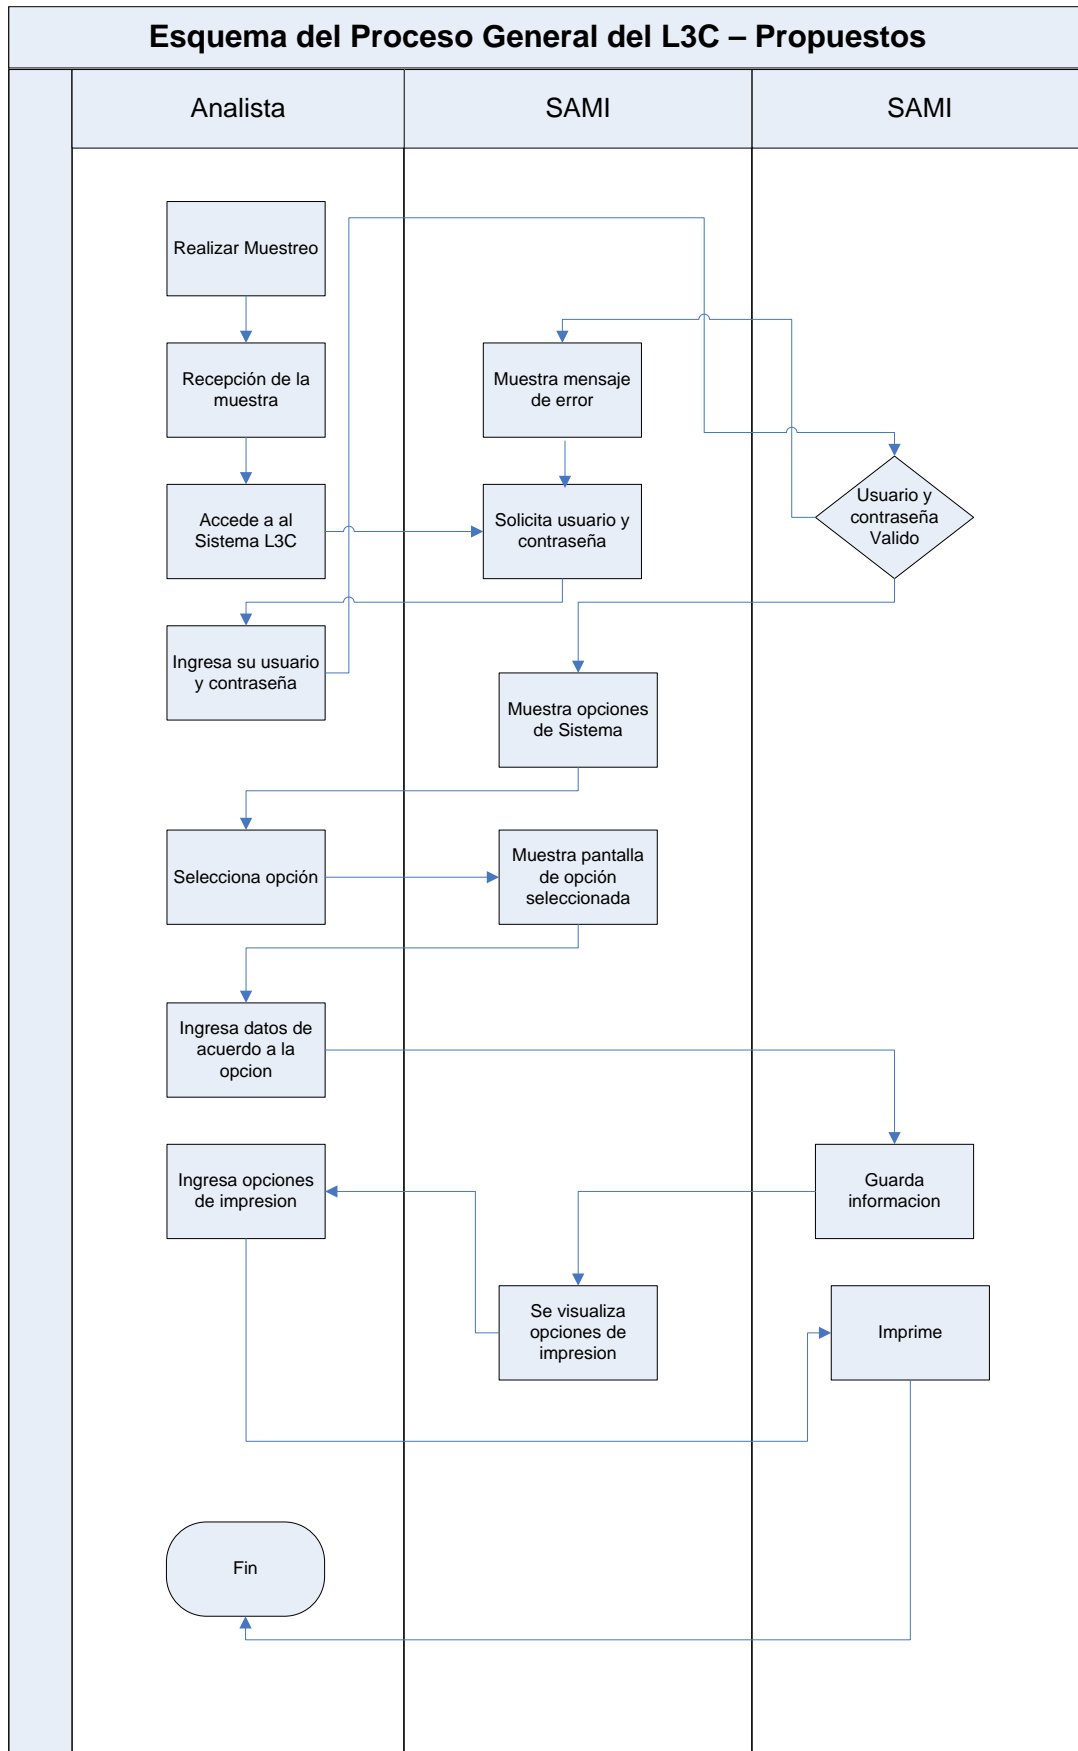 Esquema del Proceso General del L3C – Propuestos
Analista
SAMI
SAMI
Realizar Muestreo
Recepción de la
muestra
Muestra mensaje
de error
Accede a al
Sistema L3C
Solicita usuario y
contraseña
Usuario y
contraseña
Valido
Ingresa su usuario
y contraseña
Muestra opciones
de Sistema
Selecciona opción
Muestra pantalla
de opción
seleccionada
Ingresa datos de
acuerdo a la
opcion
Ingresa opciones
de impresion
Guarda
informacion
Se visualiza
opciones de
impresion
Imprime
Fin